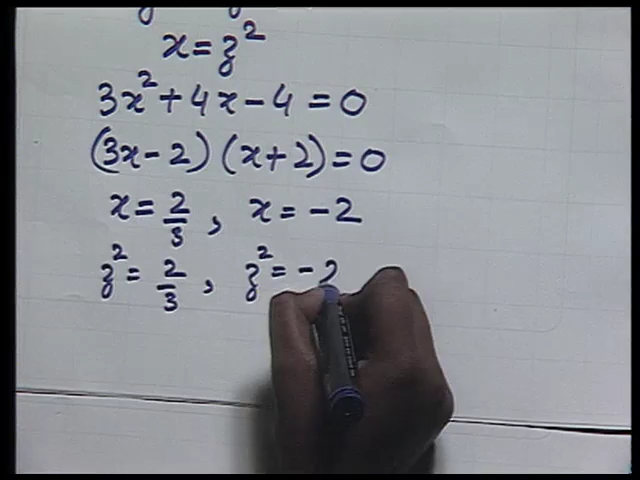 x = z²
3x² + 4x - 4 = 0
(3x - 2) (x + 2) = 0
x = 2/3 , x = -2
z² = 2/3 , z² = -2